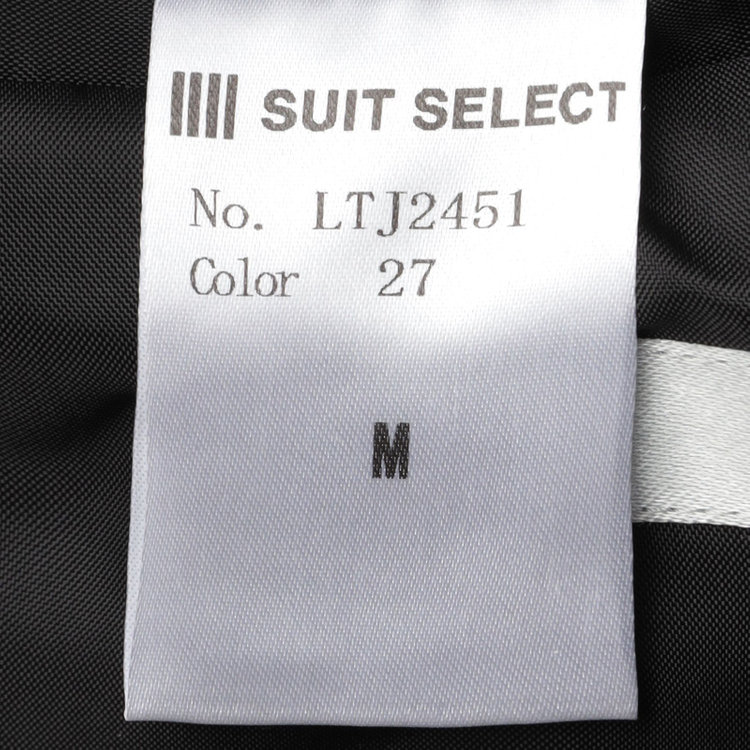 SUIT SELECT
No. LTJ2451
Color 27
M